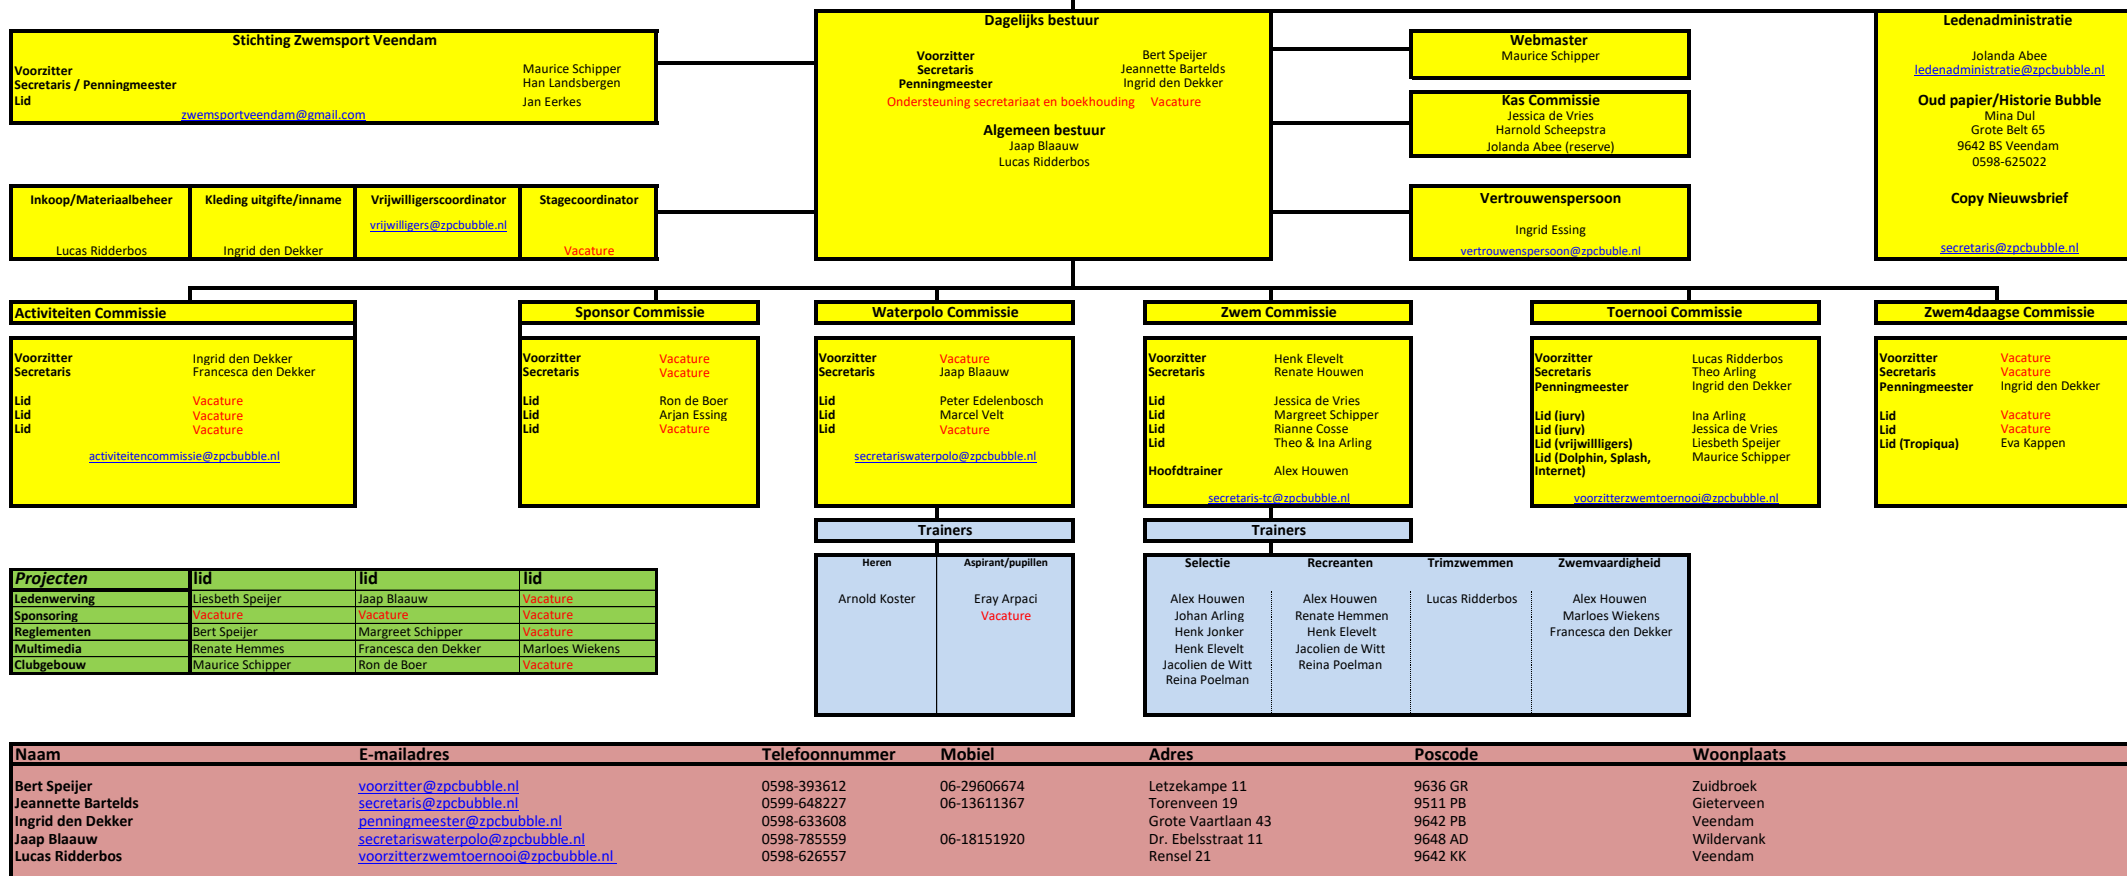 Dagelijks bestuur
Voorzitter Bert Speijer
Secretaris Jeannette Bartelds
Penningmeester Ingrid den Dekker
Ondersteuning secretariaat en boekhouding Vacature
Algemeen bestuur
Jaap Blaauw
Lucas Ridderbos
Stichting Zwemsport Veendam
Voorzitter Maurice Schipper
Secretaris / Penningmeester Han Landsbergen
Lid Jan Eerkes
zwemsportveendam@gmail.com
Webmaster
Maurice Schipper
Kas Commissie
Jessica de Vries
Harnold Scheepstra
Jolanda Abee (reserve)
Ledenadministratie
Jolanda Abee
ledenadministratie@zpcbubble.nl
Oud papier/Historie Bubble
Mina Dul
Grote Belt 65
9642 BS Veendam
0598-625022
Copy Nieuwsbrief
secretaris@zpcbubble.nl
Inkoop/Materiaalbeheer
Lucas Ridderbos
Kleding uitgifte/inname
Ingrid den Dekker
Vrijwilligerscoordinator
vrijwilligers@zpcbubble.nl
Stagecoordinator
Vacature
Vertrouwenspersoon
Ingrid Essing
vertrouwenspersoon@zpcbuble.nl
Activiteiten Commissie
Voorzitter Ingrid den Dekker
Secretaris Francesca den Dekker
Lid Vacature
Lid Vacature
Lid Vacature
activiteitencommissie@zpcbubble.nl
Sponsor Commissie
Voorzitter Vacature
Secretaris Vacature
Lid Ron de Boer
Lid Arjan Essing
Lid Vacature
Waterpolo Commissie
Voorzitter Vacature
Secretaris Jaap Blaauw
Lid Peter Edelenbosch
Lid Marcel Velt
Lid Vacature
secretariswaterpolo@zpcbubble.nl
Zwem Commissie
Voorzitter Henk Elevelt
Secretaris Renate Houwen
Lid Jessica de Vries
Lid Margreet Schipper
Lid Rianne Cosse
Lid Theo & Ina Arling
Hoofdtrainer Alex Houwen
secretaris-tc@zpcbubble.nl
Toernooi Commissie
Voorzitter Lucas Ridderbos
Secretaris Theo Arling
Penningmeester Ingrid den Dekker
Lid (jury) Ina Arling
Lid (jury) Jessica de Vries
Lid (vrijwillligers) Liesbeth Speijer
Lid (Dolphin, Splash, Maurice Schipper
Internet)
voorzitterzwemtoernooi@zpcbubble.nl
Zwem4daagse Commissie
Voorzitter Vacature
Secretaris Vacature
Penningmeester Ingrid den Dekker
Lid Vacature
Lid Vacature
Lid (Tropiqua) Eva Kappen
Trainers
Heren
Arnold Koster
Aspirant/pupillen
Eray Arpaci
Vacature
Trainers
Selectie
Alex Houwen
Johan Arling
Henk Jonker
Henk Elevelt
Jacolien de Witt
Reina Poelman
Recreanten
Alex Houwen
Renate Hemmen
Henk Elevelt
Jacolien de Witt
Reina Poelman
Trimzwemmen
Lucas Ridderbos
Zwemvaardigheid
Alex Houwen
Marloes Wiekens
Francesca den Dekker
Projecten lid lid lid
Ledenwerving Liesbeth Speijer Jaap Blaauw Vacature
Sponsoring Vacature Vacature Vacature
Reglementen Bert Speijer Margreet Schipper Vacature
Multimedia Renate Hemmes Francesca den Dekker Marloes Wiekens
Clubgebouw Maurice Schipper Ron de Boer Vacature
Naam E-mailadres Telefoonnummer Mobiel Adres Poscode Woonplaats
Bert Speijer voorzitter@zpcbubble.nl 0598-393612 06-29606674 Letzekampe 11 9636 GR Zuidbroek
Jeannette Bartelds secretaris@zpcbubble.nl 0599-648227 06-13611367 Torenveen 19 9511 PB Gieterveen
Ingrid den Dekker penningmeester@zpcbubble.nl 0598-633608 Grote Vaartlaan 43 9642 PB Veendam
Jaap Blaauw secretariswaterpolo@zpcbubble.nl 0598-785559 06-18151920 Dr. Ebelsstraat 11 9648 AD Wildervank
Lucas Ridderbos voorzitterzwemtoernooi@zpcbubble.nl 0598-626557 Rensel 21 9642 KK Veendam